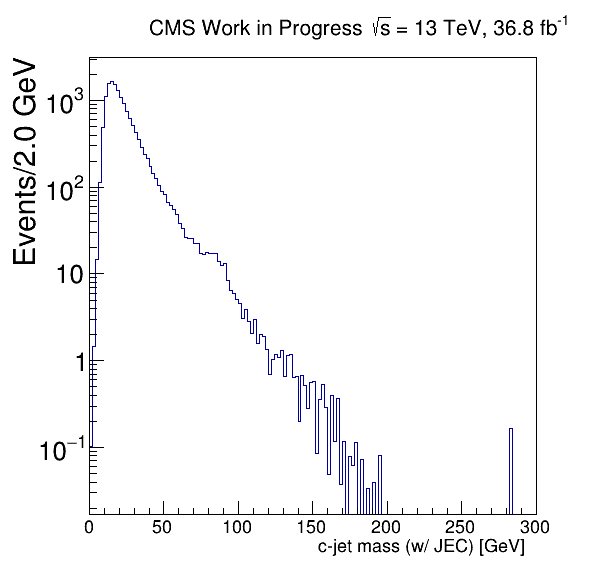 CMS Work in Progress √s = 13 TeV, 36.8 fb⁻¹
Events/2.0 GeV
10³
10²
10
1
10⁻¹
0 50 100 150 200 250 300
c-jet mass (w/ JEC) [GeV]